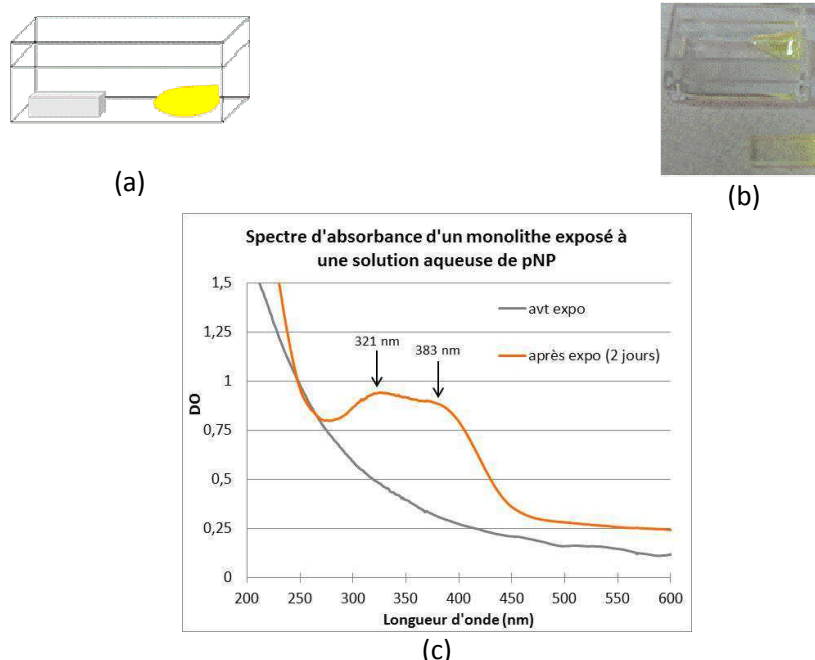 (a)
(b)
Spectre d'absorbance d'un monolithe exposé à
une solution aqueuse de pNP
1,5
1,25
1
0,75
0,5
0,25
0
DO
avt expo
après expo (2 jours)
321 nm
383 nm
200 250 300 350 400 450 500 550 600
Longueur d'onde (nm)
(c)